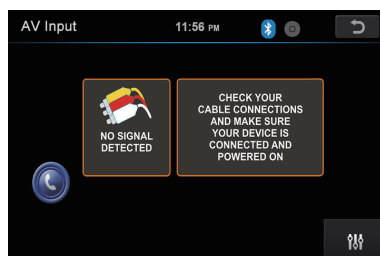 AV Input
11:56 PM
NO SIGNAL
DETECTED
CHECK YOUR
CABLE CONNECTIONS
AND MAKE SURE
YOUR DEVICE IS
CONNECTED AND
POWERED ON